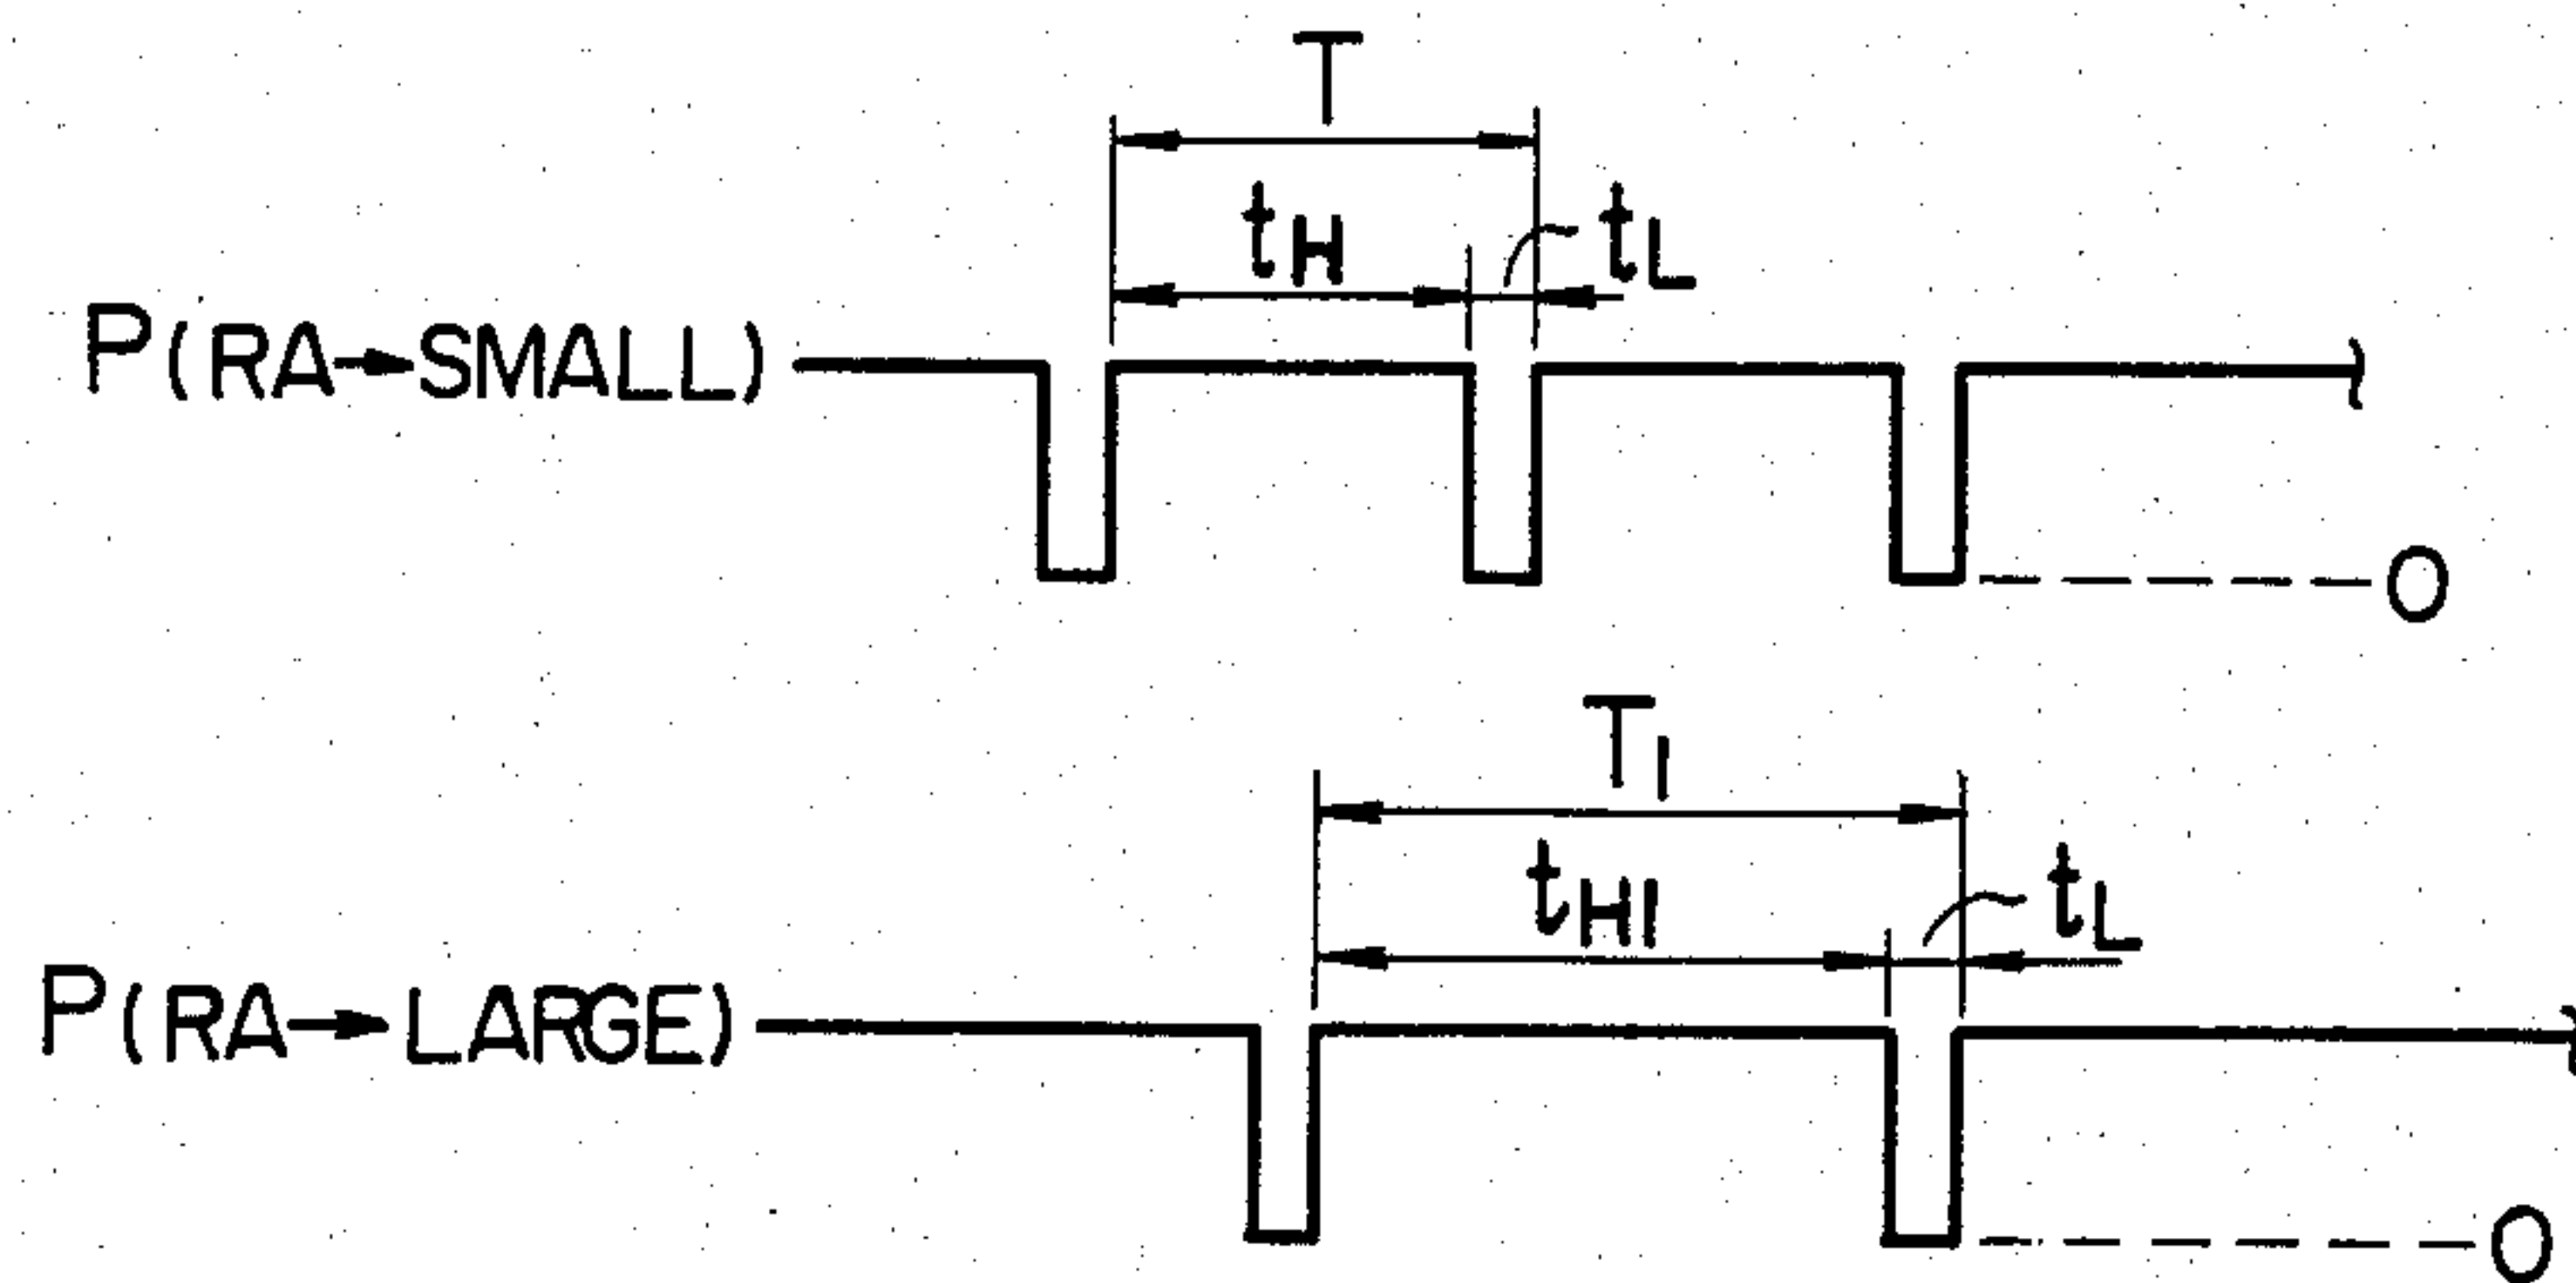 T
tH tL
P(RA→SMALL)
0
T1
tH1 tL
P(RA→LARGE)
0